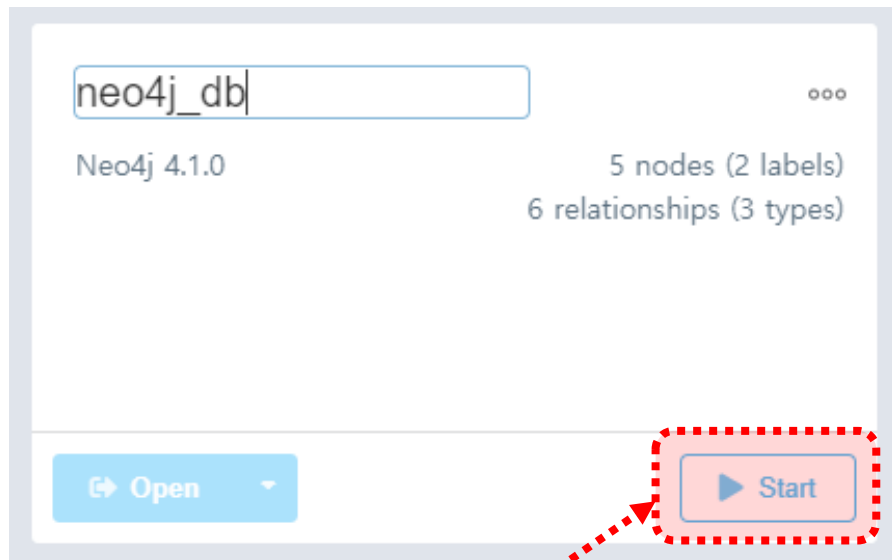 neo4j_db
Neo4j 4.1.0
5 nodes (2 labels)
6 relationships (3 types)
Open
Start